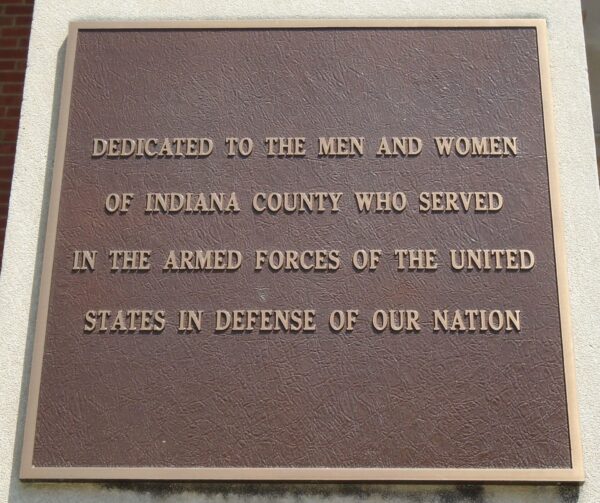 DEDICATED TO THE MEN AND WOMEN
OF INDIANA COUNTY WHO SERVED
IN THE ARMED FORCES OF THE UNITED
STATES IN DEFENSE OF OUR NATION